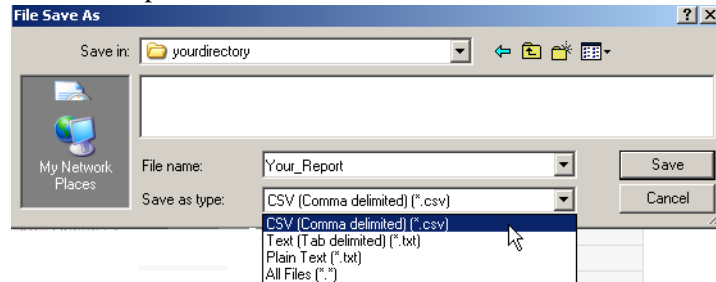 File Save As
Save in:
yourdirectory
My Network
Places
File name:
Your_Report
Save
Save as type:
CSV (Comma delimited) (*.csv)
Cancel
CSV (Comma delimited) (*.csv)
Text (Tab delimited) (*.txt)
Plain Text (*.txt)
All Files (*.*)